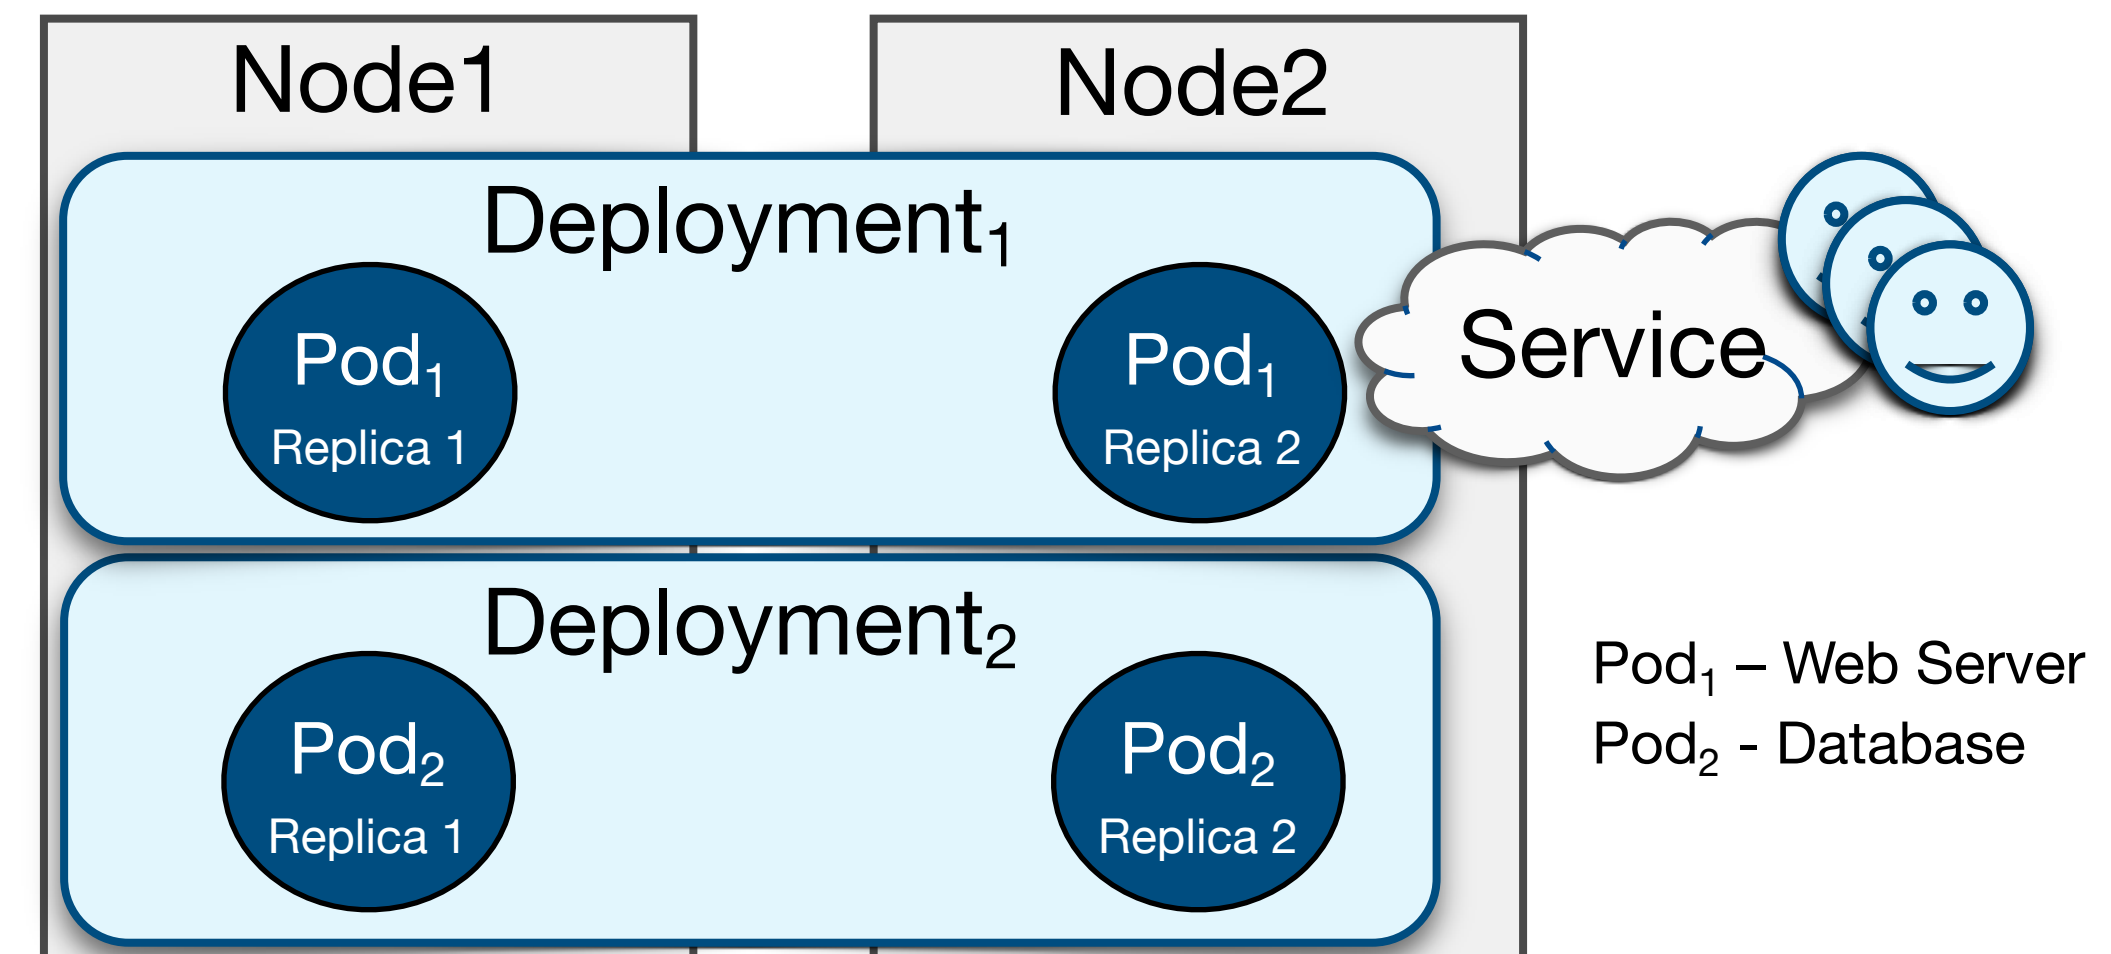 Node1
Node2
Deployment₁
Pod₁
Replica 1
Pod₁
Replica 2
Service
Deployment₂
Pod₂
Replica 1
Pod₂
Replica 2
Pod₁ – Web Server
Pod₂ - Database